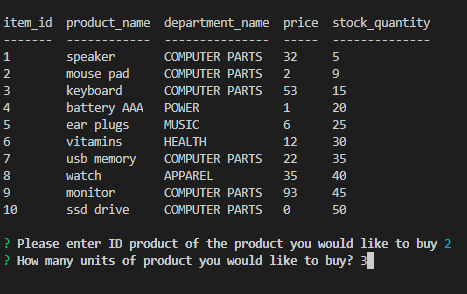 item_id product_name department_name price stock_quantity
------- ------------ --------------- ----- --------------
1 speaker COMPUTER PARTS 32 5
2 mouse pad COMPUTER PARTS 2 9
3 keyboard COMPUTER PARTS 53 15
4 battery AAA POWER 1 20
5 ear plugs MUSIC 6 25
6 vitamins HEALTH 12 30
7 usb memory COMPUTER PARTS 22 35
8 watch APPAREL 35 40
9 monitor COMPUTER PARTS 93 45
10 ssd drive COMPUTER PARTS 0 50
? Please enter ID product of the product you would like to buy 2
? How many units of product you would like to buy? 3